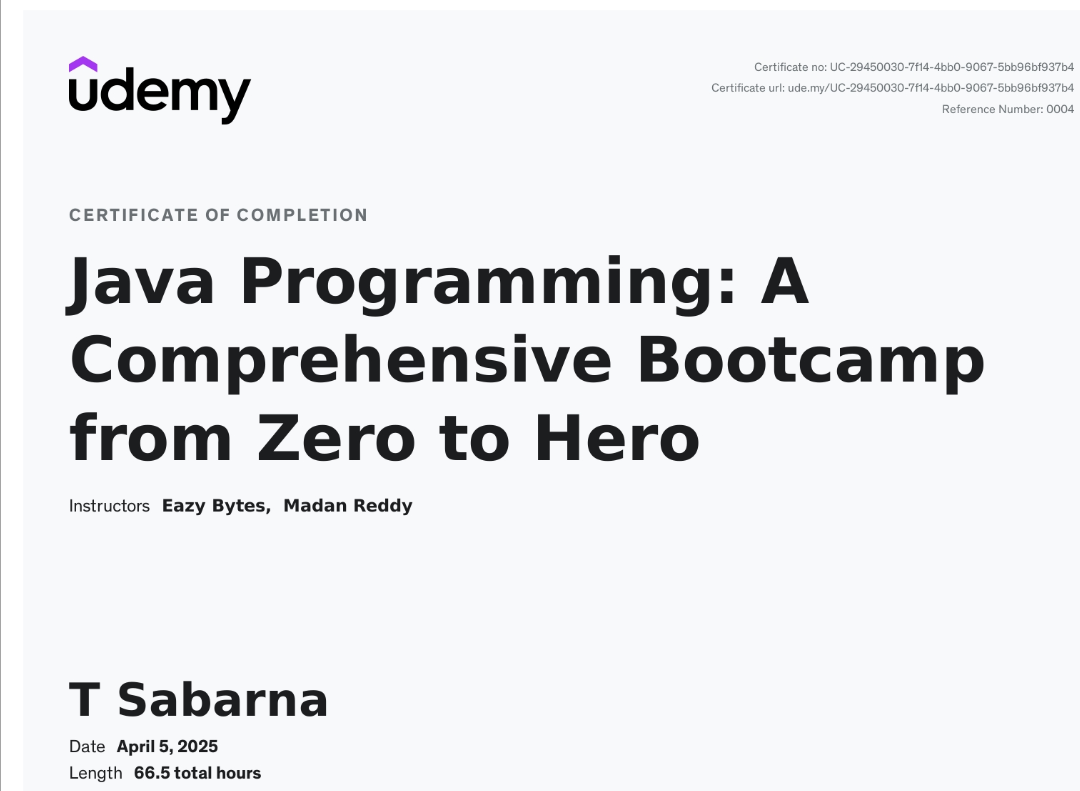 udemy
Certificate no: UC-29450030-7f14-4bb0-9067-5bb96bf937b4
Certificate url: ude.my/UC-29450030-7f14-4bb0-9067-5bb96bf937b4
Reference Number: 0004
CERTIFICATE OF COMPLETION
Java Programming: A
Comprehensive Bootcamp
from Zero to Hero
Instructors Eazy Bytes, Madan Reddy
T Sabarna
Date April 5, 2025
Length 66.5 total hours